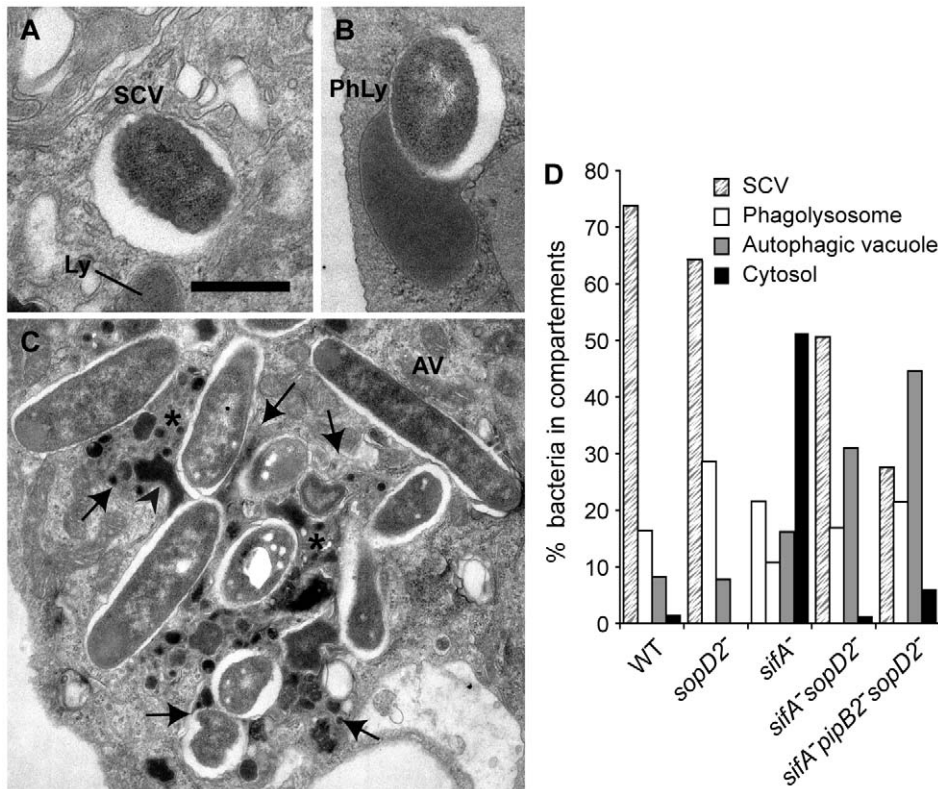 A
SCV
Ly
B
PhLy
C
*
AV
*
D
% bacteria in compartements
80
70
60
50
40
30
20
10
0
SCV
Phagolysosome
Autophagic vacuole
Cytosol
WT
sopD2⁻
sifA⁻
sifA⁻sopD2⁻
sifA⁻pipB2⁻sopD2⁻